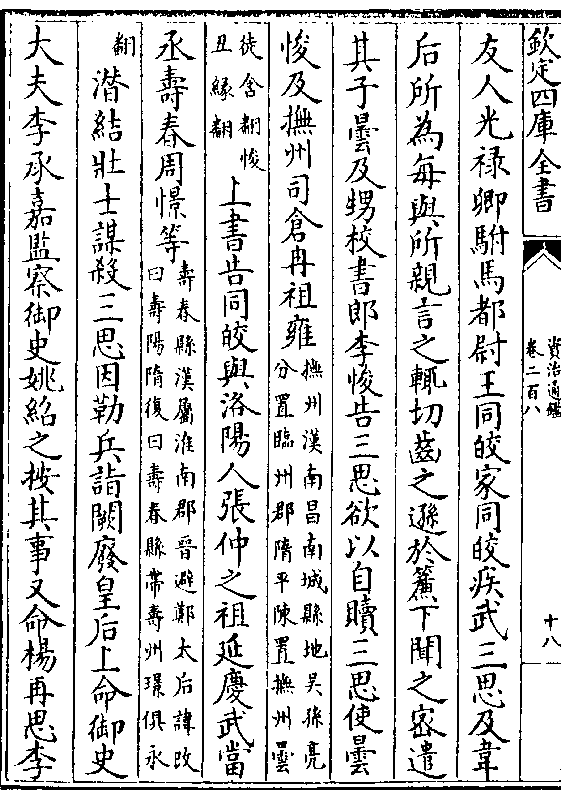 欽定四庫全書
資治通鑑
卷二百八
十八
友人光禄卿駙馬都尉王同皎家同皎疾武三思及韋
后所為每與所親言之輒切齒之遜於簾下聞之密遣
其子曇及甥校書郎李悛告三思欲以自贖三思使曇
悛及撫州司倉冉祖雍
撫州漢南昌南城縣地吳孫亮
分置臨州郡隋平陳置撫州曇
徒含翻悛
丑緣翻
上書告同皎與洛陽人張仲之祖延慶武當
丞壽春周憬等
壽春縣漢屬淮南郡晉避鄭太后諱改
曰壽陽隋復曰壽春縣帶壽州璟俱永
翻
潛結壯士謀殺三思因勒兵詣闕廢皇后上命御史
大夫李承嘉監察御史姚紹之按其事又命楊再思李